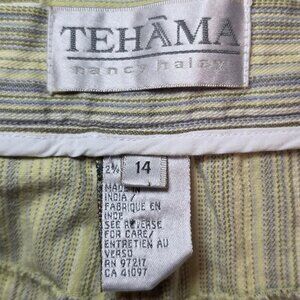 TEHĀMA
nancy haley
14
MADE IN
INDIA/
FABRIQUE EN
INDE
SEE REVERSE
FOR CARE/
ENTRETIEN AU
VERSO
RN 97217
CA 41097